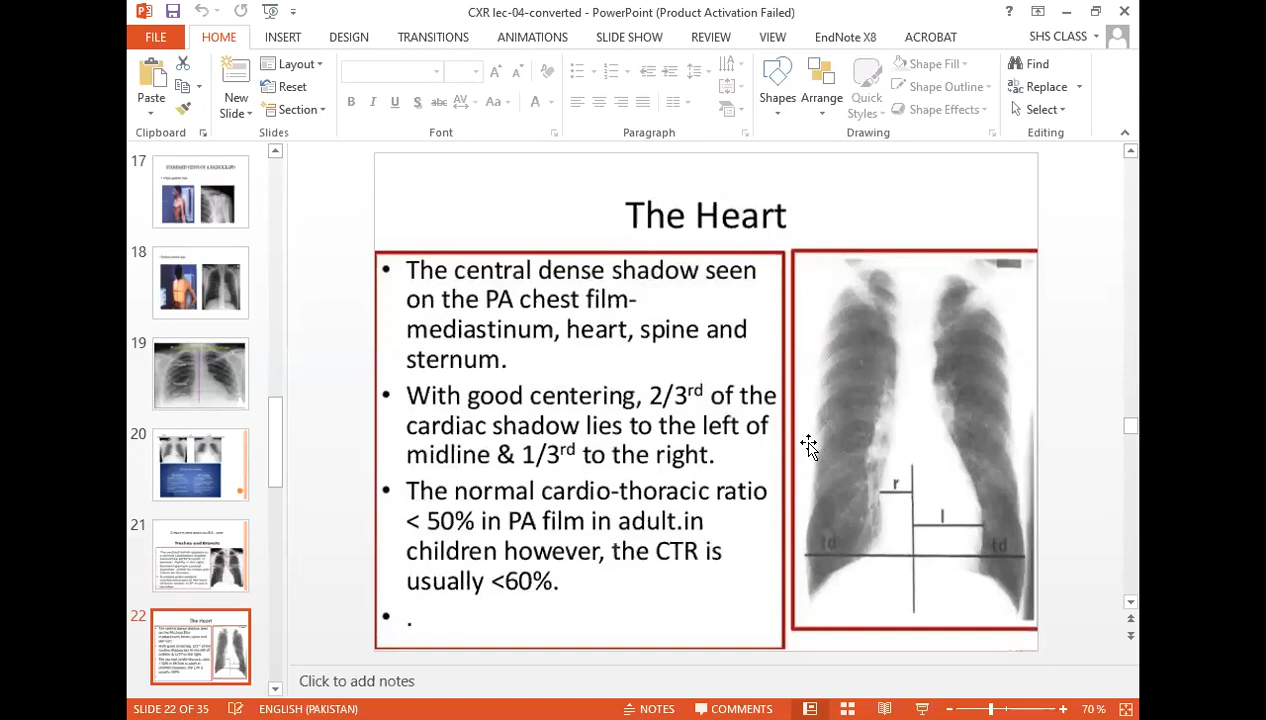 CXR lec-04-converted - PowerPoint (Product Activation Failed)
FILE HOME INSERT DESIGN TRANSITIONS ANIMATIONS SLIDE SHOW REVIEW VIEW EndNote X8 ACROBAT SHS CLASS
Paste
New Slide
Layout
Reset
Section
Shapes
Arrange
Quick Styles
Shape Fill
Shape Outline
Shape Effects
Find
Replace
Select
Clipboard Slides Font Paragraph Drawing Editing
17
18
19
20
21
22
The Heart
• The central dense shadow seen
on the PA chest film-
mediastinum, heart, spine and
sternum.
• With good centering, 2/3rd of the
cardiac shadow lies to the left of
midline & 1/3rd to the right.
• The normal cardio-thoracic ratio
< 50% in PA film in adult.in
children however, the CTR is
usually <60%.
• .
r
l
td td
Click to add notes
SLIDE 22 OF 35 ENGLISH (PAKISTAN) NOTES COMMENTS 70 %